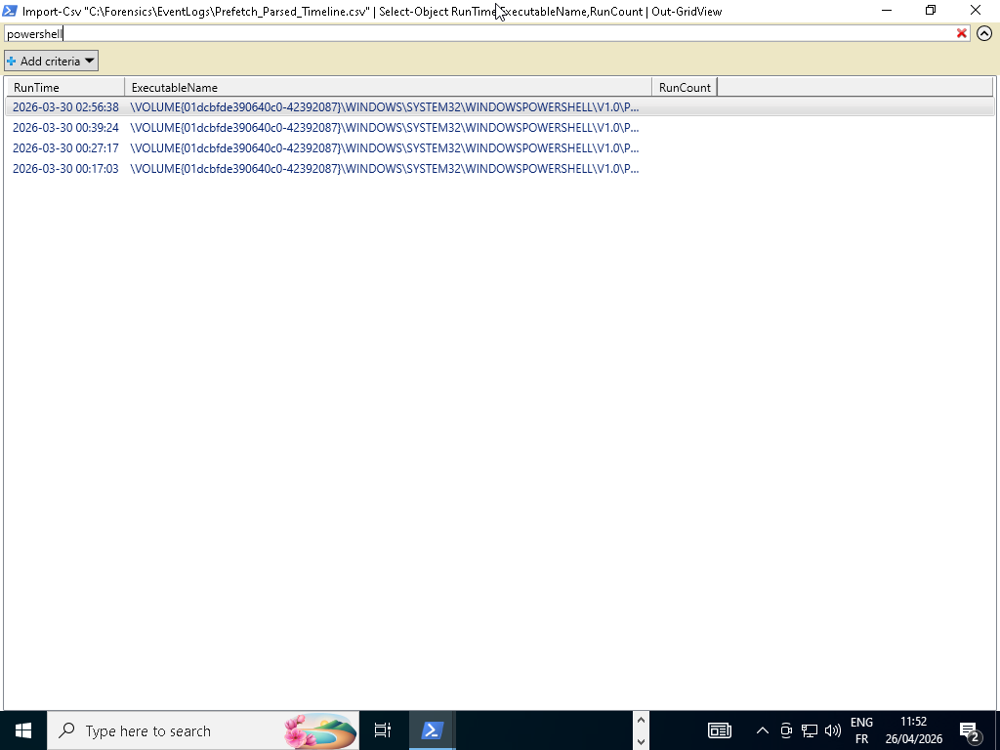 Import-Csv "C:\Forensics\EventLogs\Prefetch_Parsed_Timeline.csv" | Select-Object RunTime,ExecutableName,RunCount | Out-GridView
powershell
Add criteria
RunTime ExecutableName RunCount
2026-03-30 02:56:38 \VOLUME{01dcbfde390640c0-42392087}\WINDOWS\SYSTEM32\WINDOWSPOWERSHELL\V1.0\P...
2026-03-30 00:39:24 \VOLUME{01dcbfde390640c0-42392087}\WINDOWS\SYSTEM32\WINDOWSPOWERSHELL\V1.0\P...
2026-03-30 00:27:17 \VOLUME{01dcbfde390640c0-42392087}\WINDOWS\SYSTEM32\WINDOWSPOWERSHELL\V1.0\P...
2026-03-30 00:17:03 \VOLUME{01dcbfde390640c0-42392087}\WINDOWS\SYSTEM32\WINDOWSPOWERSHELL\V1.0\P...
Type here to search
ENG
FR
11:52
26/04/2026
2